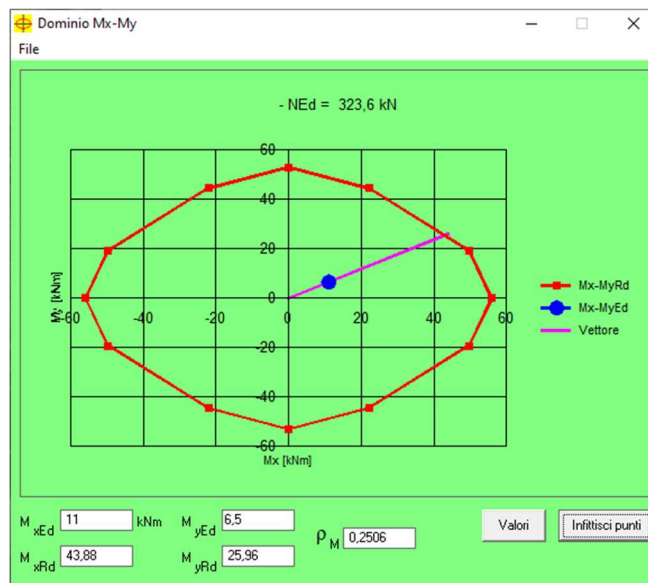 Dominio Mx-My
File
- NEd = 323,6 kN
60
40
20
0
-20
-40
-60
-60 -40 -20 0 20 40 60
My [kNm]
Mx [kNm]
Mx-MyRd
Mx-MyEd
Vettore
M xEd 11 kNm M yEd 6,5
M xRd 43,88 M yRd 25,96
ρ M 0,2506
Valori Infittisci punti